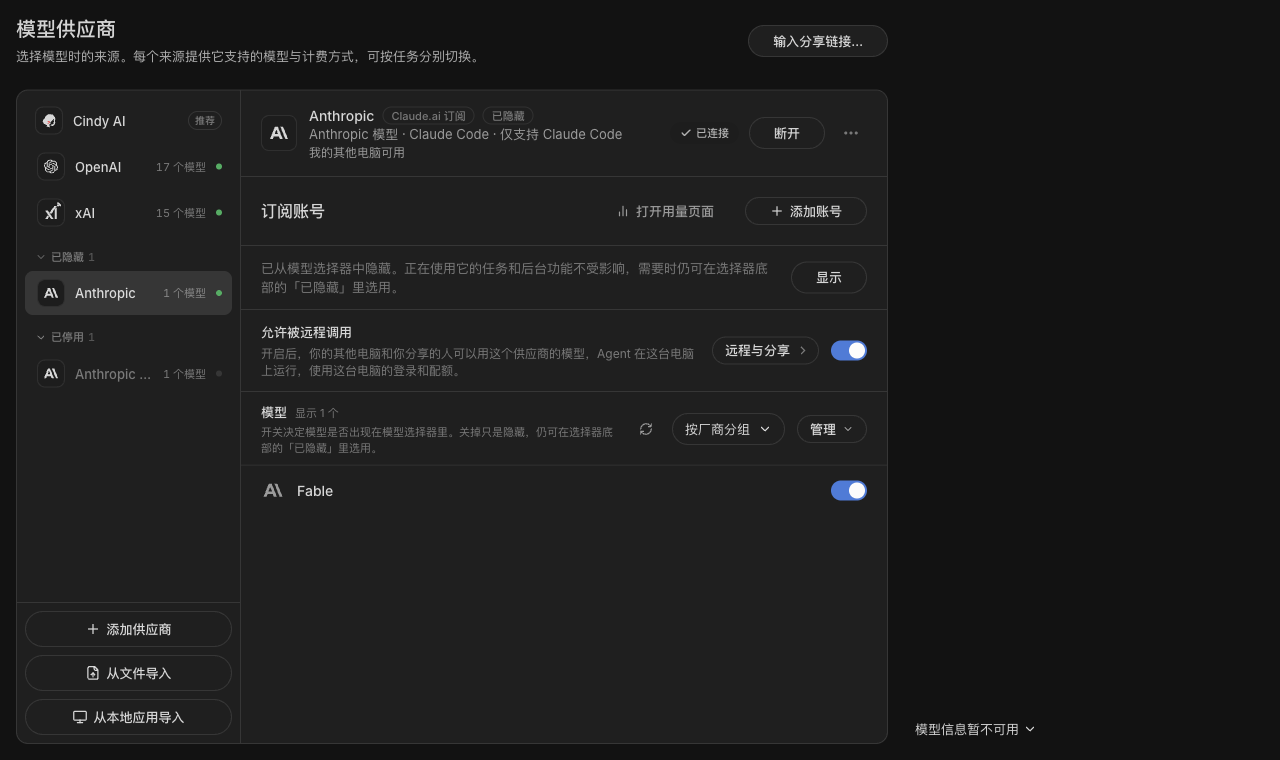 模型供应商
选择模型时的来源。每个来源提供它支持的模型与计费方式，可按任务分别切换。
输入分享链接...
Cindy AI
推荐
OpenAI
17 个模型
xAI
15 个模型
已隐藏 1
Anthropic
1 个模型
已停用 1
Anthropic ...
1 个模型
添加供应商
从文件导入
从本地应用导入
Anthropic
Claude.ai 订阅
已隐藏
Anthropic 模型 · Claude Code · 仅支持 Claude Code
我的其他电脑可用
已连接
断开
订阅账号
打开用量页面
添加账号
已从模型选择器中隐藏。正在使用它的任务和后台功能不受影响，需要时仍可在选择器底
部的「已隐藏」里选用。
显示
允许被远程调用
开启后，你的其他电脑和你分享的人可以用这个供应商的模型，Agent 在这台电脑
上运行，使用这台电脑的登录和配额。
远程与分享
模型 显示 1 个
开关决定模型是否出现在模型选择器里。关掉只是隐藏，仍可在选择器底
部的「已隐藏」里选用。
按厂商分组
管理
Fable
模型信息暂不可用